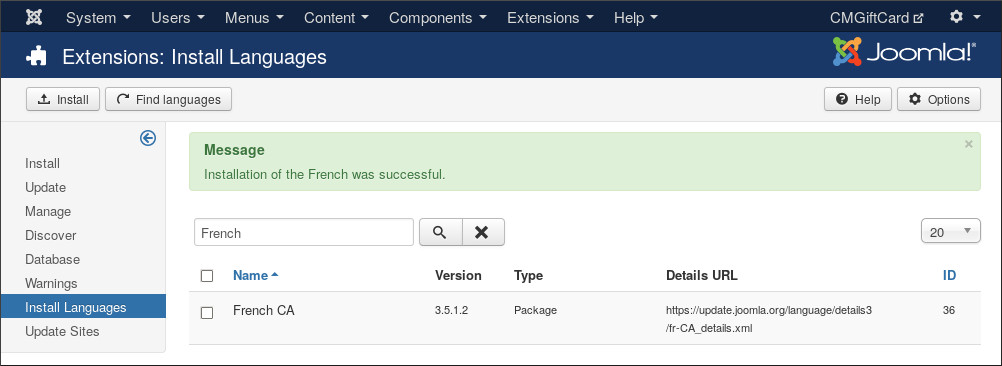 System Users Menus Content Components Extensions Help CMGiftCard
Extensions: Install Languages Joomla!®
Install Find languages Help Options
Install
Update
Manage
Discover
Database
Warnings
Install Languages
Update Sites
Message ×
Installation of the French was successful.
French 20
Name Version Type Details URL ID
French CA 3.5.1.2 Package https://update.joomla.org/language/details3 36
/fr-CA_details.xml